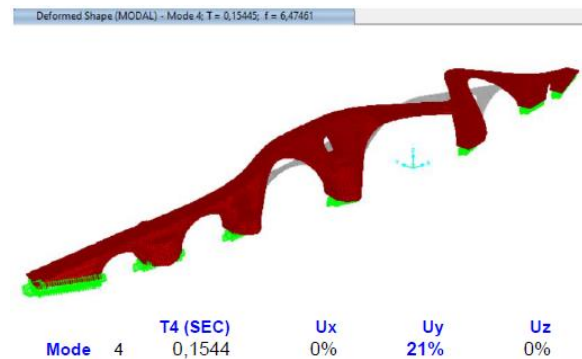 Deformed Shape (MODAL) - Mode 4; T = 0,15445; f = 6,47461
T4 (SEC) Ux Uy Uz
Mode 4 0,1544 0% 21% 0%